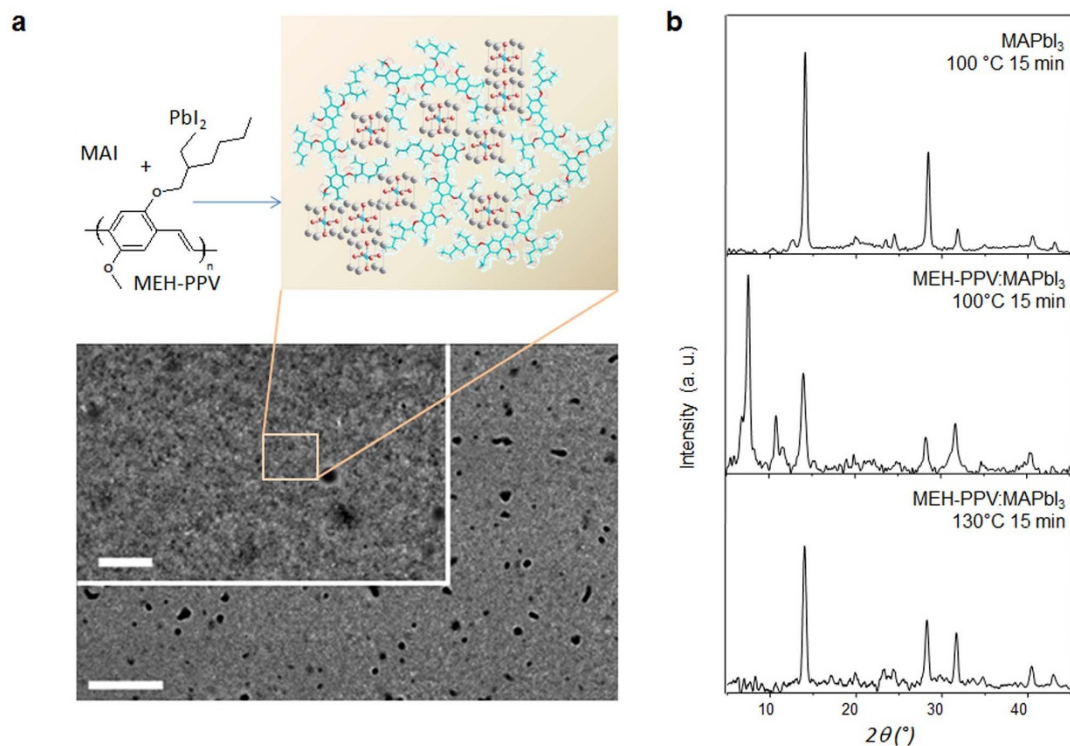 a
b
PbI₂
MAI
+
O
O
n
MEH-PPV
MAPbI₃
100 °C 15 min
MEH-PPV:MAPbI₃
100°C 15 min
MEH-PPV:MAPbI₃
130°C 15 min
Intensity (a. u.)
10 20 30 40
2θ(°)